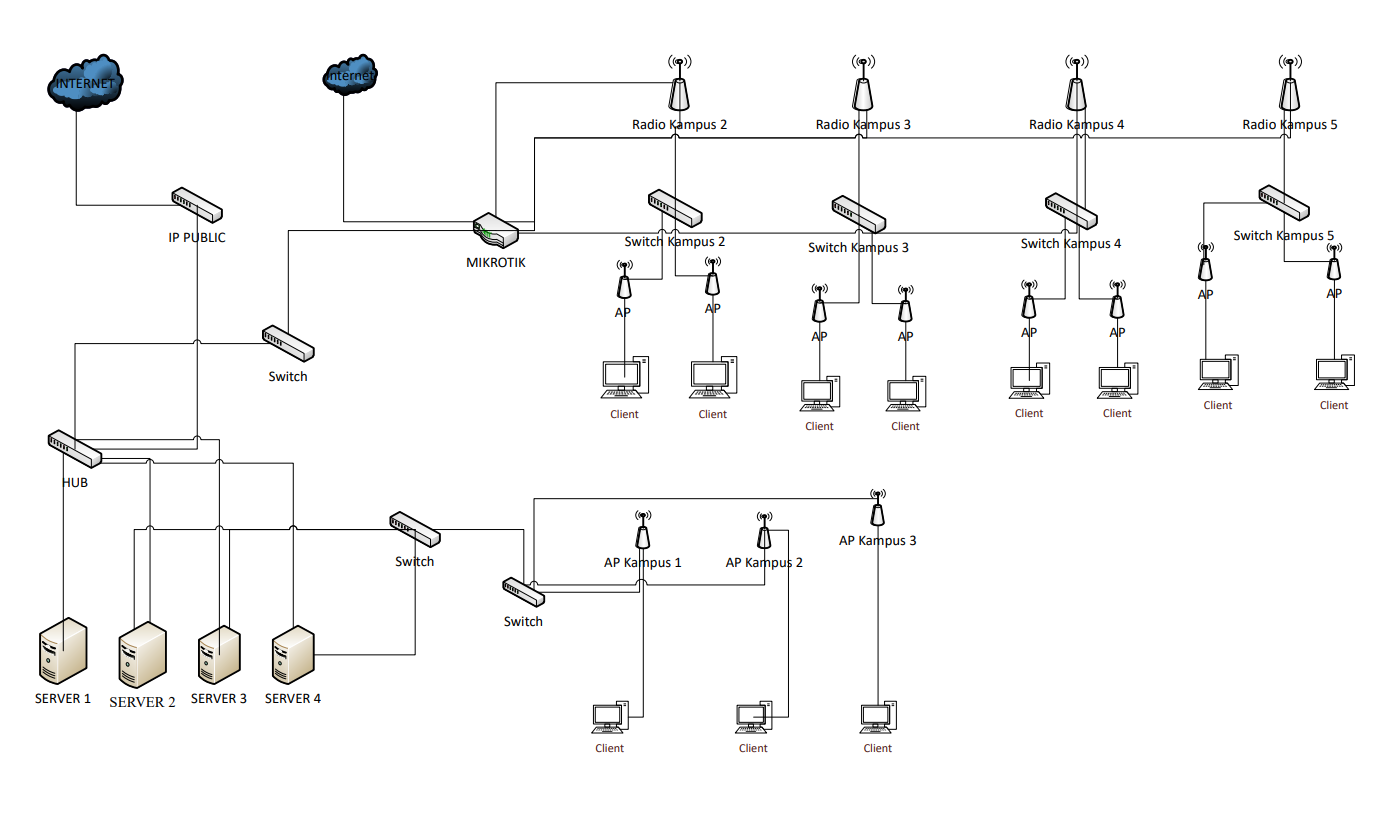 INTERNET
Internet
Radio Kampus 2
Radio Kampus 3
Radio Kampus 4
Radio Kampus 5
IP PUBLIC
MIKROTIK
Switch Kampus 2
Switch Kampus 3
Switch Kampus 4
Switch Kampus 5
AP
AP
AP
AP
AP
AP
AP
AP
Switch
Client
Client
Client
Client
Client
Client
Client
Client
HUB
Switch
AP Kampus 1
AP Kampus 2
AP Kampus 3
Switch
SERVER 1
SERVER 2
SERVER 3
SERVER 4
Client
Client
Client